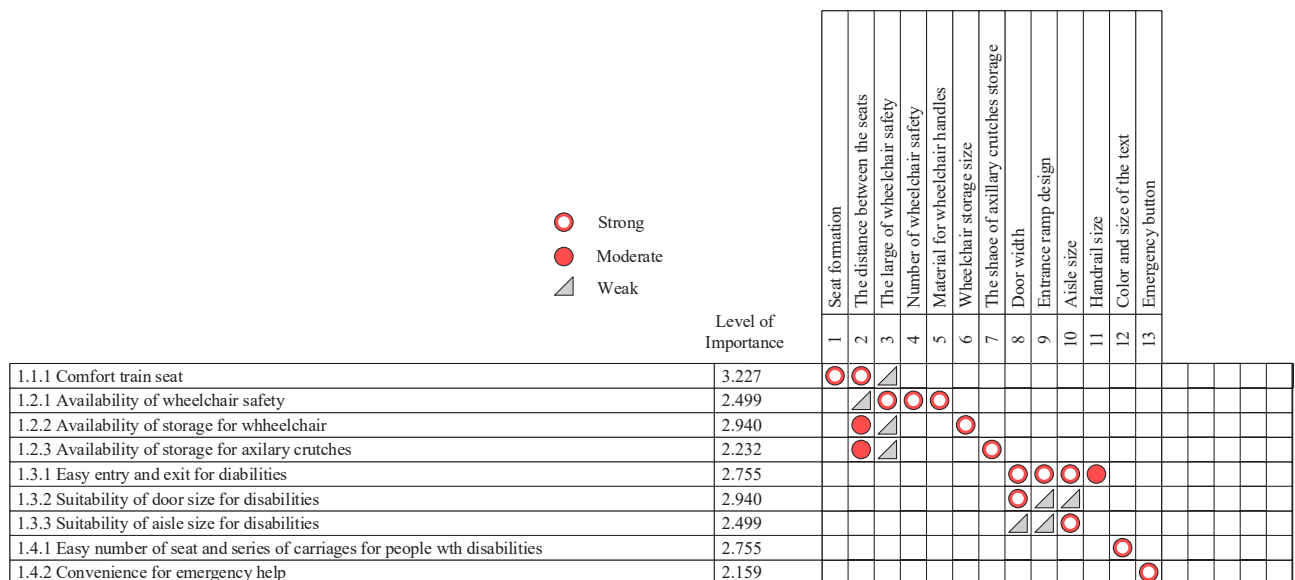 Seat formation
The distance between the seats
The large of wheelchair safety
Number of wheelchair safety
Material for wheelchair handles
Wheelchair storage size
The shaoe of axillary crutches storage
Door width
Entrance ramp design
Aisle size
Handrail size
Color and size of the text
Emergency button
Strong
Moderate
Weak
Level of
Importance
1 2 3 4 5 6 7 8 9 10 11 12 13
1.1.1 Comfort train seat 3.227
1.2.1 Availability of wheelchair safety 2.499
1.2.2 Availability of storage for whheelchair 2.940
1.2.3 Availability of storage for axilary crutches 2.232
1.3.1 Easy entry and exit for diabilities 2.755
1.3.2 Suitability of door size for disabilities 2.940
1.3.3 Suitability of aisle size for disabilities 2.499
1.4.1 Easy number of seat and series of carriages for people wth disabilities 2.755
1.4.2 Convenience for emergency help 2.159